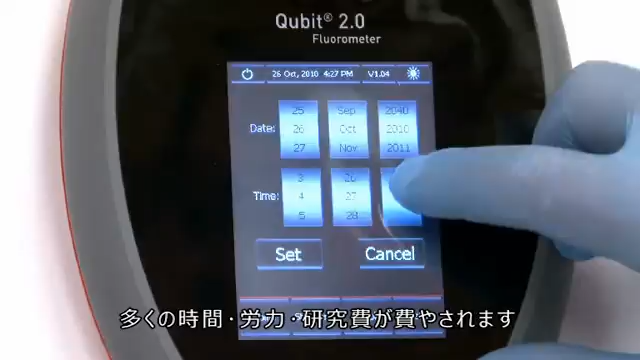 Qubit® 2.0
Fluorometer
26 Oct, 2010 4:27 PM V1.04
25 Sep 2040
Date: 26 Oct 2010
27 Nov 2011
3 26
Time: 4 27
5 28
Set Cancel
多くの時間・労力・研究費が費やされます